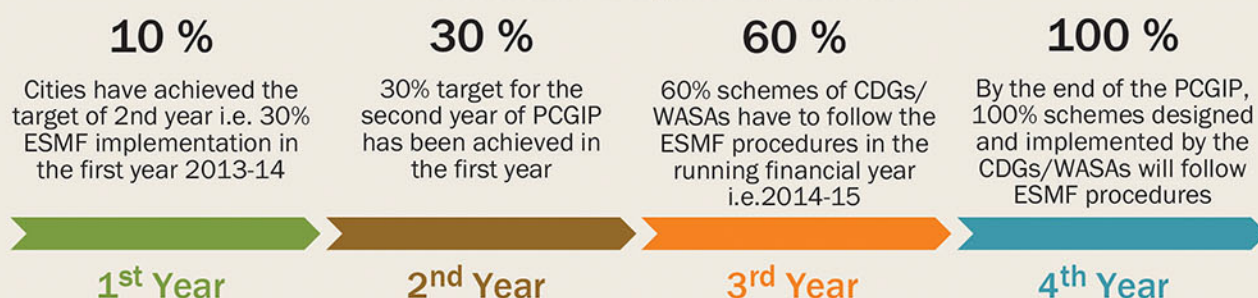 10 %
Cities have achieved the
target of 2nd year i.e. 30%
ESMF implementation in
the first year 2013-14
1st Year
30 %
30% target for the
second year of PCGIP
has been achieved in
the first year
2nd Year
60 %
60% schemes of CDGs/
WASAs have to follow the
ESMF procedures in the
running financial year
i.e.2014-15
3rd Year
100 %
By the end of the PCGIP,
100% schemes designed
and implemented by the
CDGs/WASAs will follow
ESMF procedures
4th Year